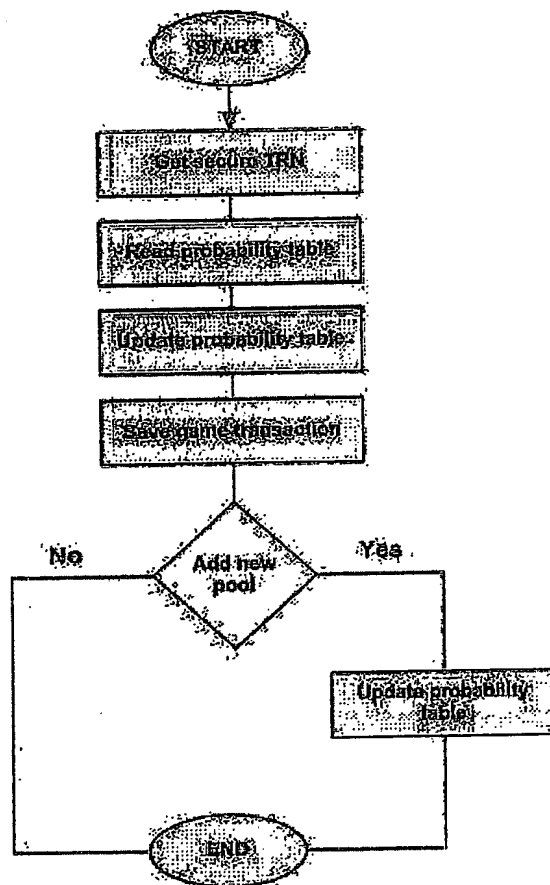 START
Get secure TRN
Read probability table
Update probability table
Save game transaction
Add new
pool
No
Yes
Update probability
table
END